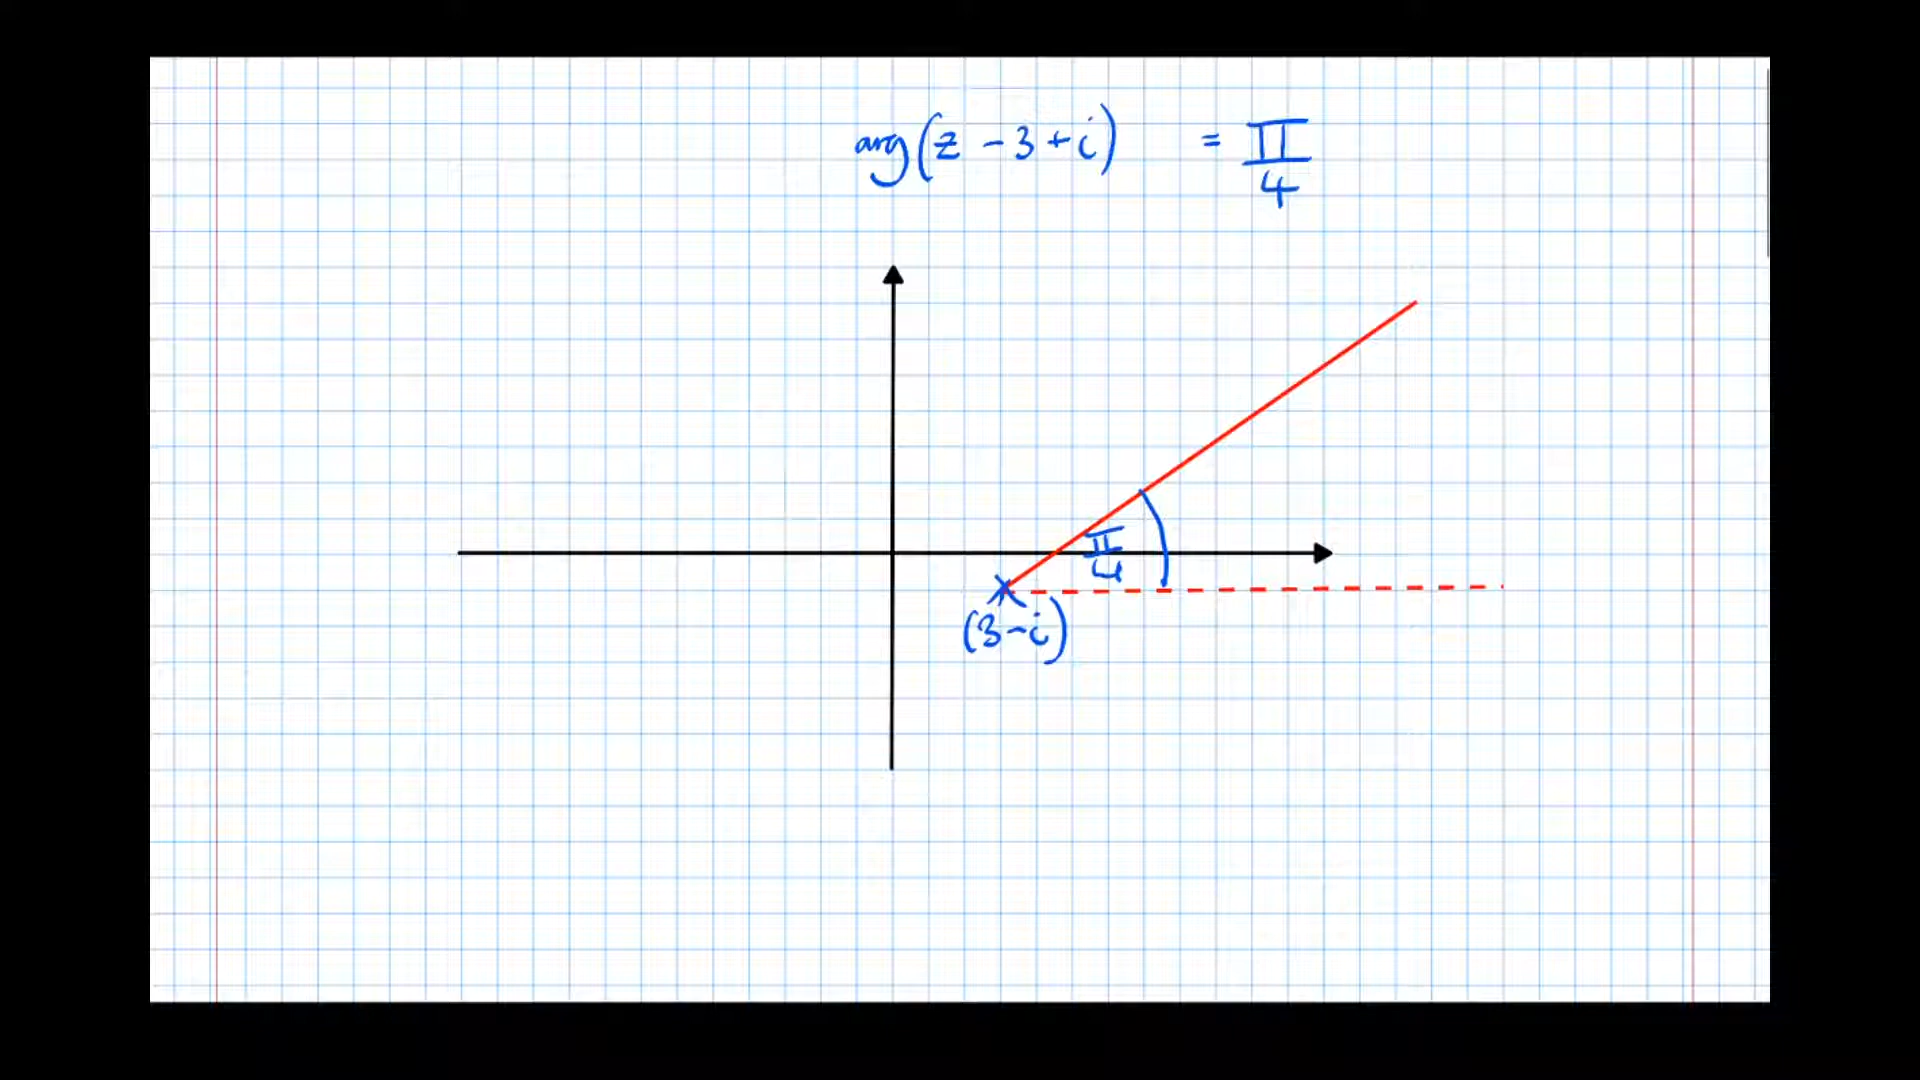 arg(z - 3 + i) = π/4
π/4
(3 - i)